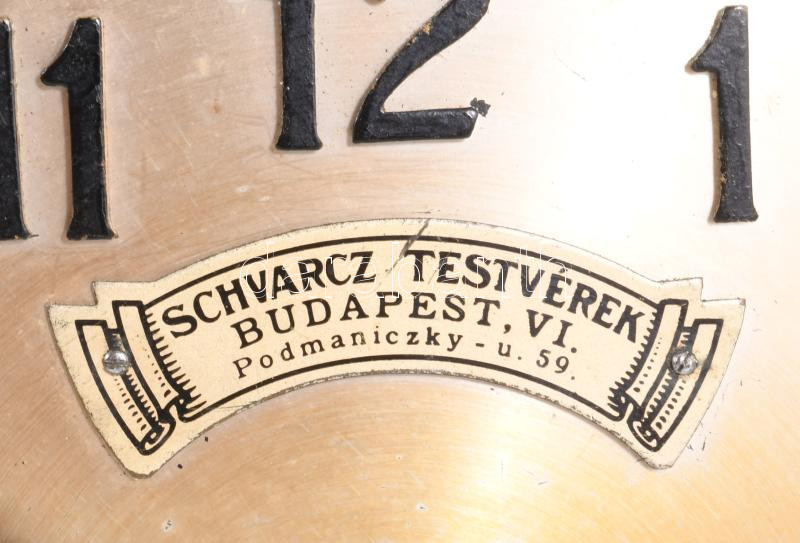 11 12 1
SCHVARCZ TESTVÉREK
BUDAPEST, VI.
Podmaniczky - u. 59.